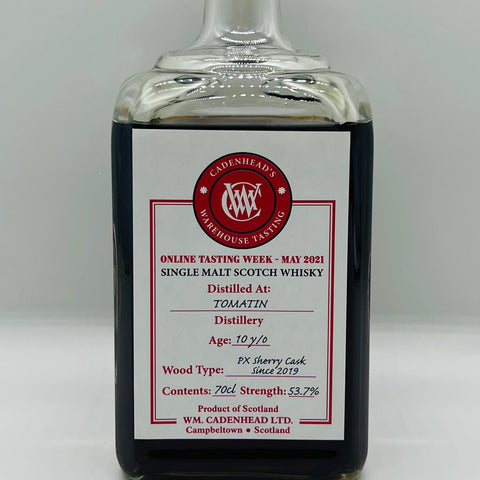 CADENHEAD'S
WMC
WAREHOUSE TASTING
ONLINE TASTING WEEK - MAY 2021
SINGLE MALT SCOTCH WHISKY
Distilled At:
TOMATIN
Distillery
Age: 10 y/o
PX Sherry Cask
Wood Type: Since 2019
Contents: 70cl Strength: 53.7%
Product of Scotland
WM. CADENHEAD LTD.
Campbeltown • Scotland